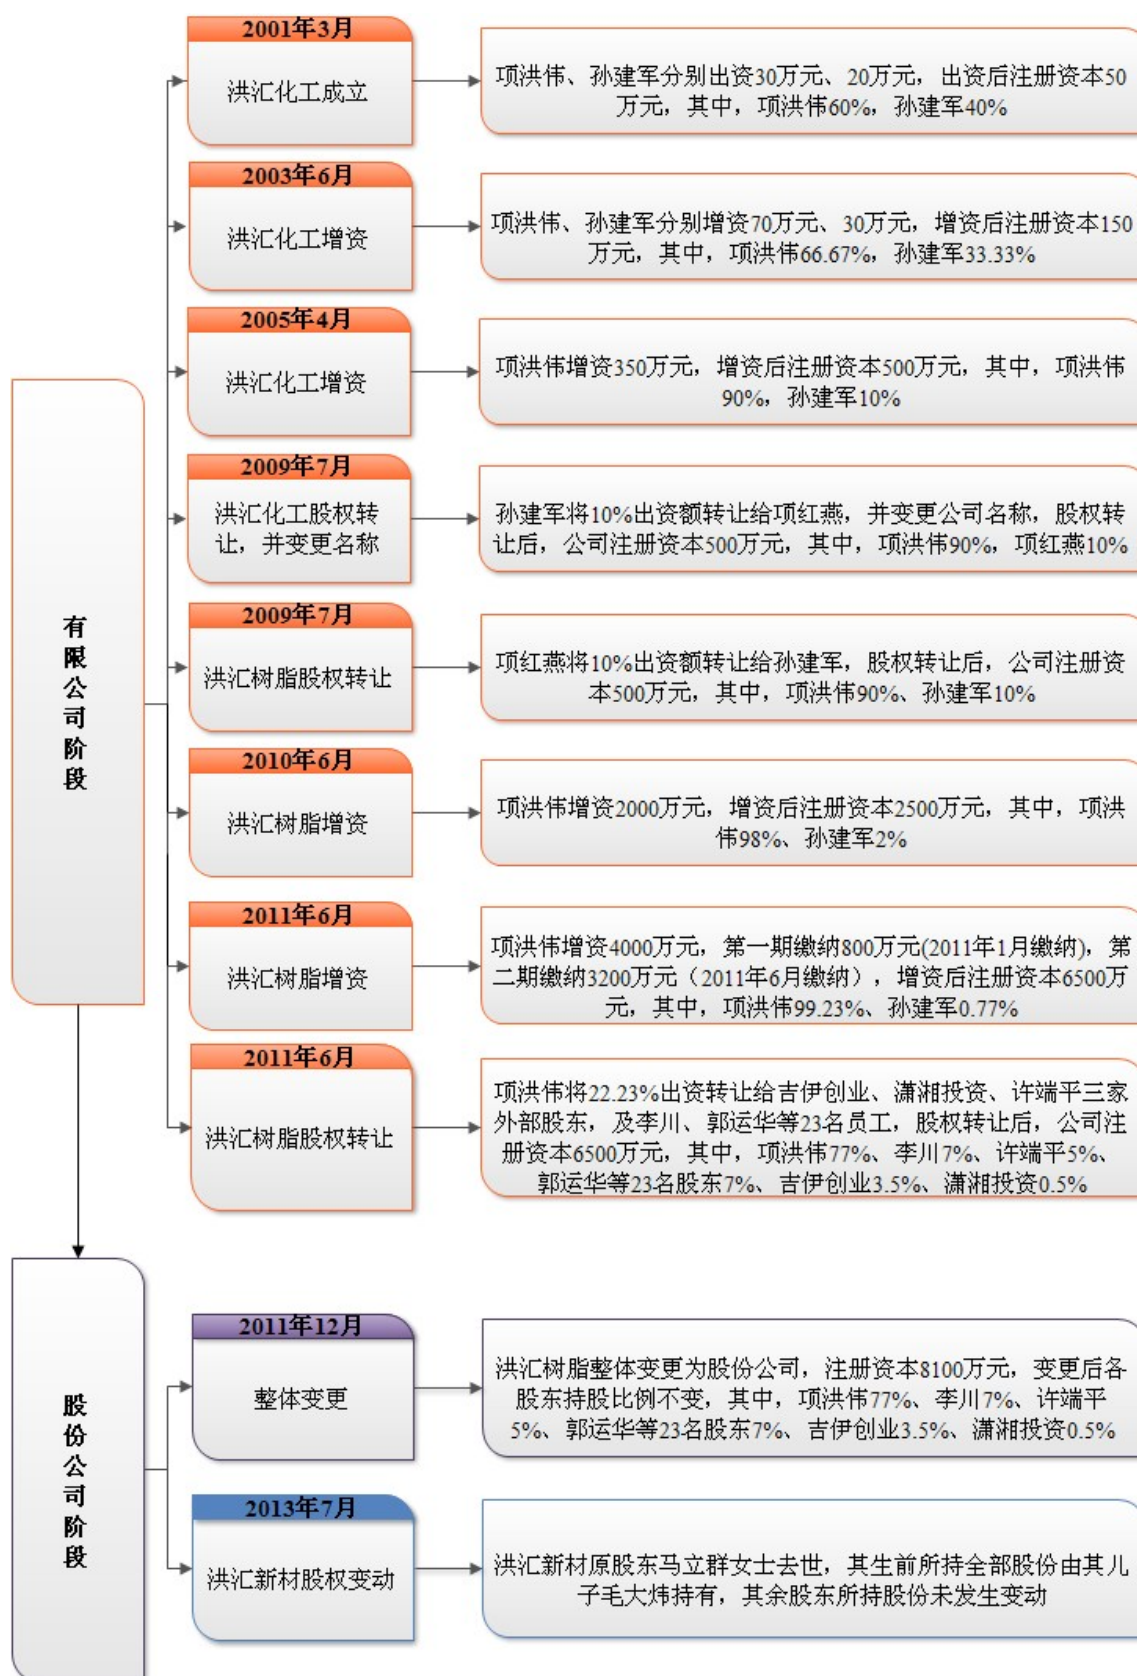 有限公司阶段
2001年3月
洪汇化工成立
项洪伟、孙建军分别出资30万元、20万元，出资后注册资本50
万元，其中，项洪伟60%，孙建军40%
2003年6月
洪汇化工增资
项洪伟、孙建军分别增资70万元、30万元，增资后注册资本150
万元，其中，项洪伟66.67%，孙建军33.33%
2005年4月
洪汇化工增资
项洪伟增资350万元，增资后注册资本500万元，其中，项洪伟
90%，孙建军10%
2009年7月
洪汇化工股权转
让，并变更名称
孙建军将10%出资额转让给项红燕，并变更公司名称，股权转
让后，公司注册资本500万元，其中，项洪伟90%，项红燕10%
2009年7月
洪汇树脂股权转让
项红燕将10%出资额转让给孙建军，股权转让后，公司注册资
本500万元，其中，项洪伟90%、孙建军10%
2010年6月
洪汇树脂增资
项洪伟增资2000万元，增资后注册资本2500万元，其中，项洪
伟98%、孙建军2%
2011年6月
洪汇树脂增资
项洪伟增资4000万元，第一期缴纳800万元(2011年1月缴纳)，第
二期缴纳3200万元（2011年6月缴纳），增资后注册资本6500万
元，其中，项洪伟99.23%、孙建军0.77%
2011年6月
洪汇树脂股权转让
项洪伟将22.23%出资转让给吉伊创业、潇湘投资、许端平三家
外部股东，及李川、郭运华等23名员工，股权转让后，公司注
册资本6500万元，其中，项洪伟77%、李川7%、许端平5%、
郭运华等23名股东7%、吉伊创业3.5%、潇湘投资0.5%
股份公司阶段
2011年12月
整体变更
洪汇树脂整体变更为股份公司，注册资本8100万元，变更后各
股东持股比例不变，其中，项洪伟77%、李川7%、许端平
5%、郭运华等23名股东7%、吉伊创业3.5%、潇湘投资0.5%
2013年7月
洪汇新材股权变动
洪汇新材原股东马立群女士去世，其生前所持全部股份由其儿
子毛大炜持有，其余股东所持股份未发生变动